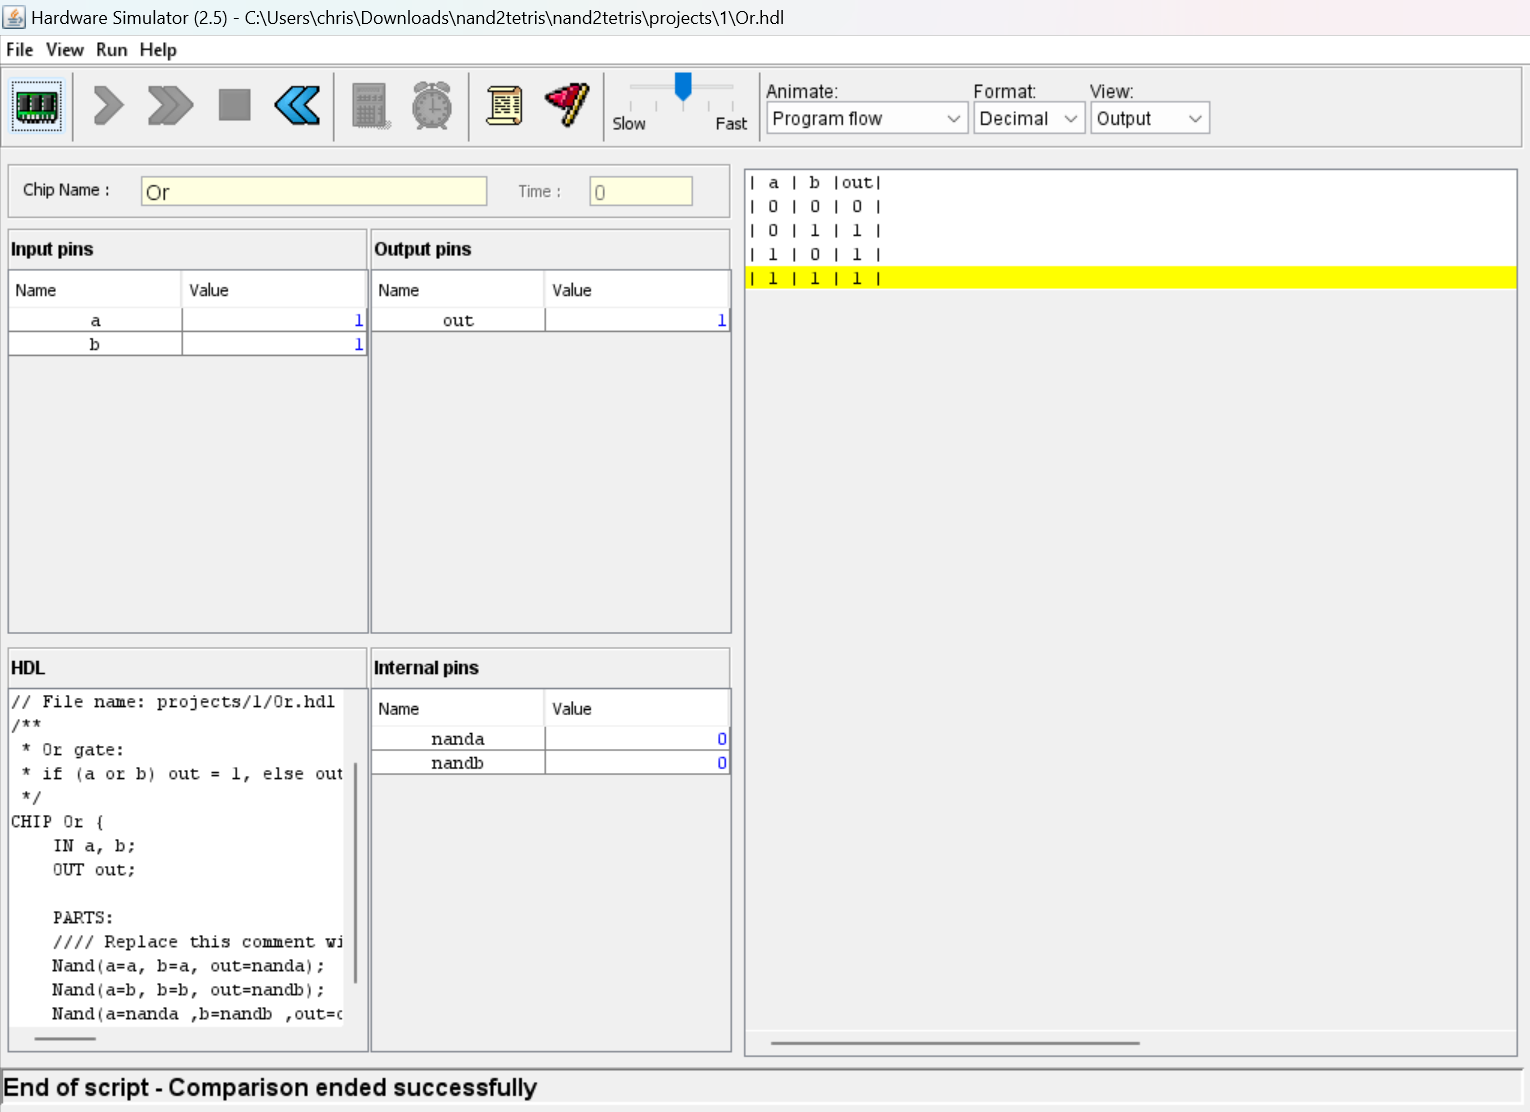 Hardware Simulator (2.5) - C:\Users\chris\Downloads\nand2tetris\nand2tetris\projects\1\Or.hdl
File View Run Help
Slow Fast
Animate: Format: View:
Program flow Decimal Output
Chip Name : Or Time : 0
Input pins
Name Value
a 1
b 1
Output pins
Name Value
out 1
HDL
// File name: projects/1/Or.hdl
/**
 * Or gate:
 * if (a or b) out = 1, else out
 */
CHIP Or {
    IN a, b;
    OUT out;
    PARTS:
    //// Replace this comment wi
    Nand(a=a, b=a, out=nanda);
    Nand(a=b, b=b, out=nandb);
    Nand(a=nanda ,b=nandb ,out=o
Internal pins
Name Value
nanda 0
nandb 0
| a | b |out|
| 0 | 0 | 0 |
| 0 | 1 | 1 |
| 1 | 0 | 1 |
| 1 | 1 | 1 |
End of script - Comparison ended successfully